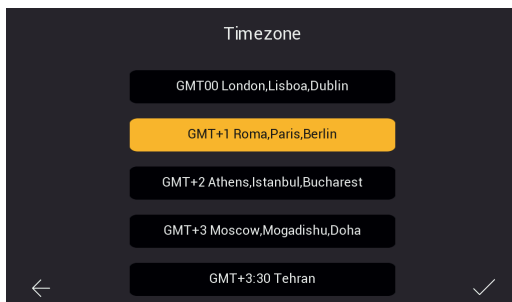 Timezone
GMT00 London,Lisboa,Dublin
GMT+1 Roma,Paris,Berlin
GMT+2 Athens,Istanbul,Bucharest
GMT+3 Moscow,Mogadishu,Doha
GMT+3:30 Tehran